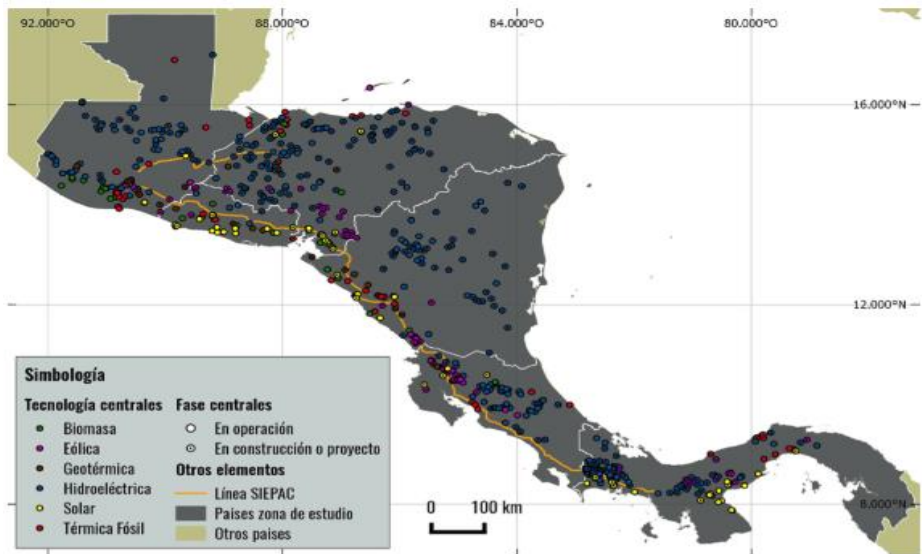 92.000°O
88.000°O
84.000°O
80.000°O
16.000°N
12.000°N
8.000°N
Simbología
Tecnología centrales
Biomasa
Eólica
Geotérmica
Hidroeléctrica
Solar
Térmica Fósil
Fase centrales
En operación
En construcción o proyecto
Otros elementos
Línea SIEPAC
Paises zona de estudio
Otros paises
0 100 km